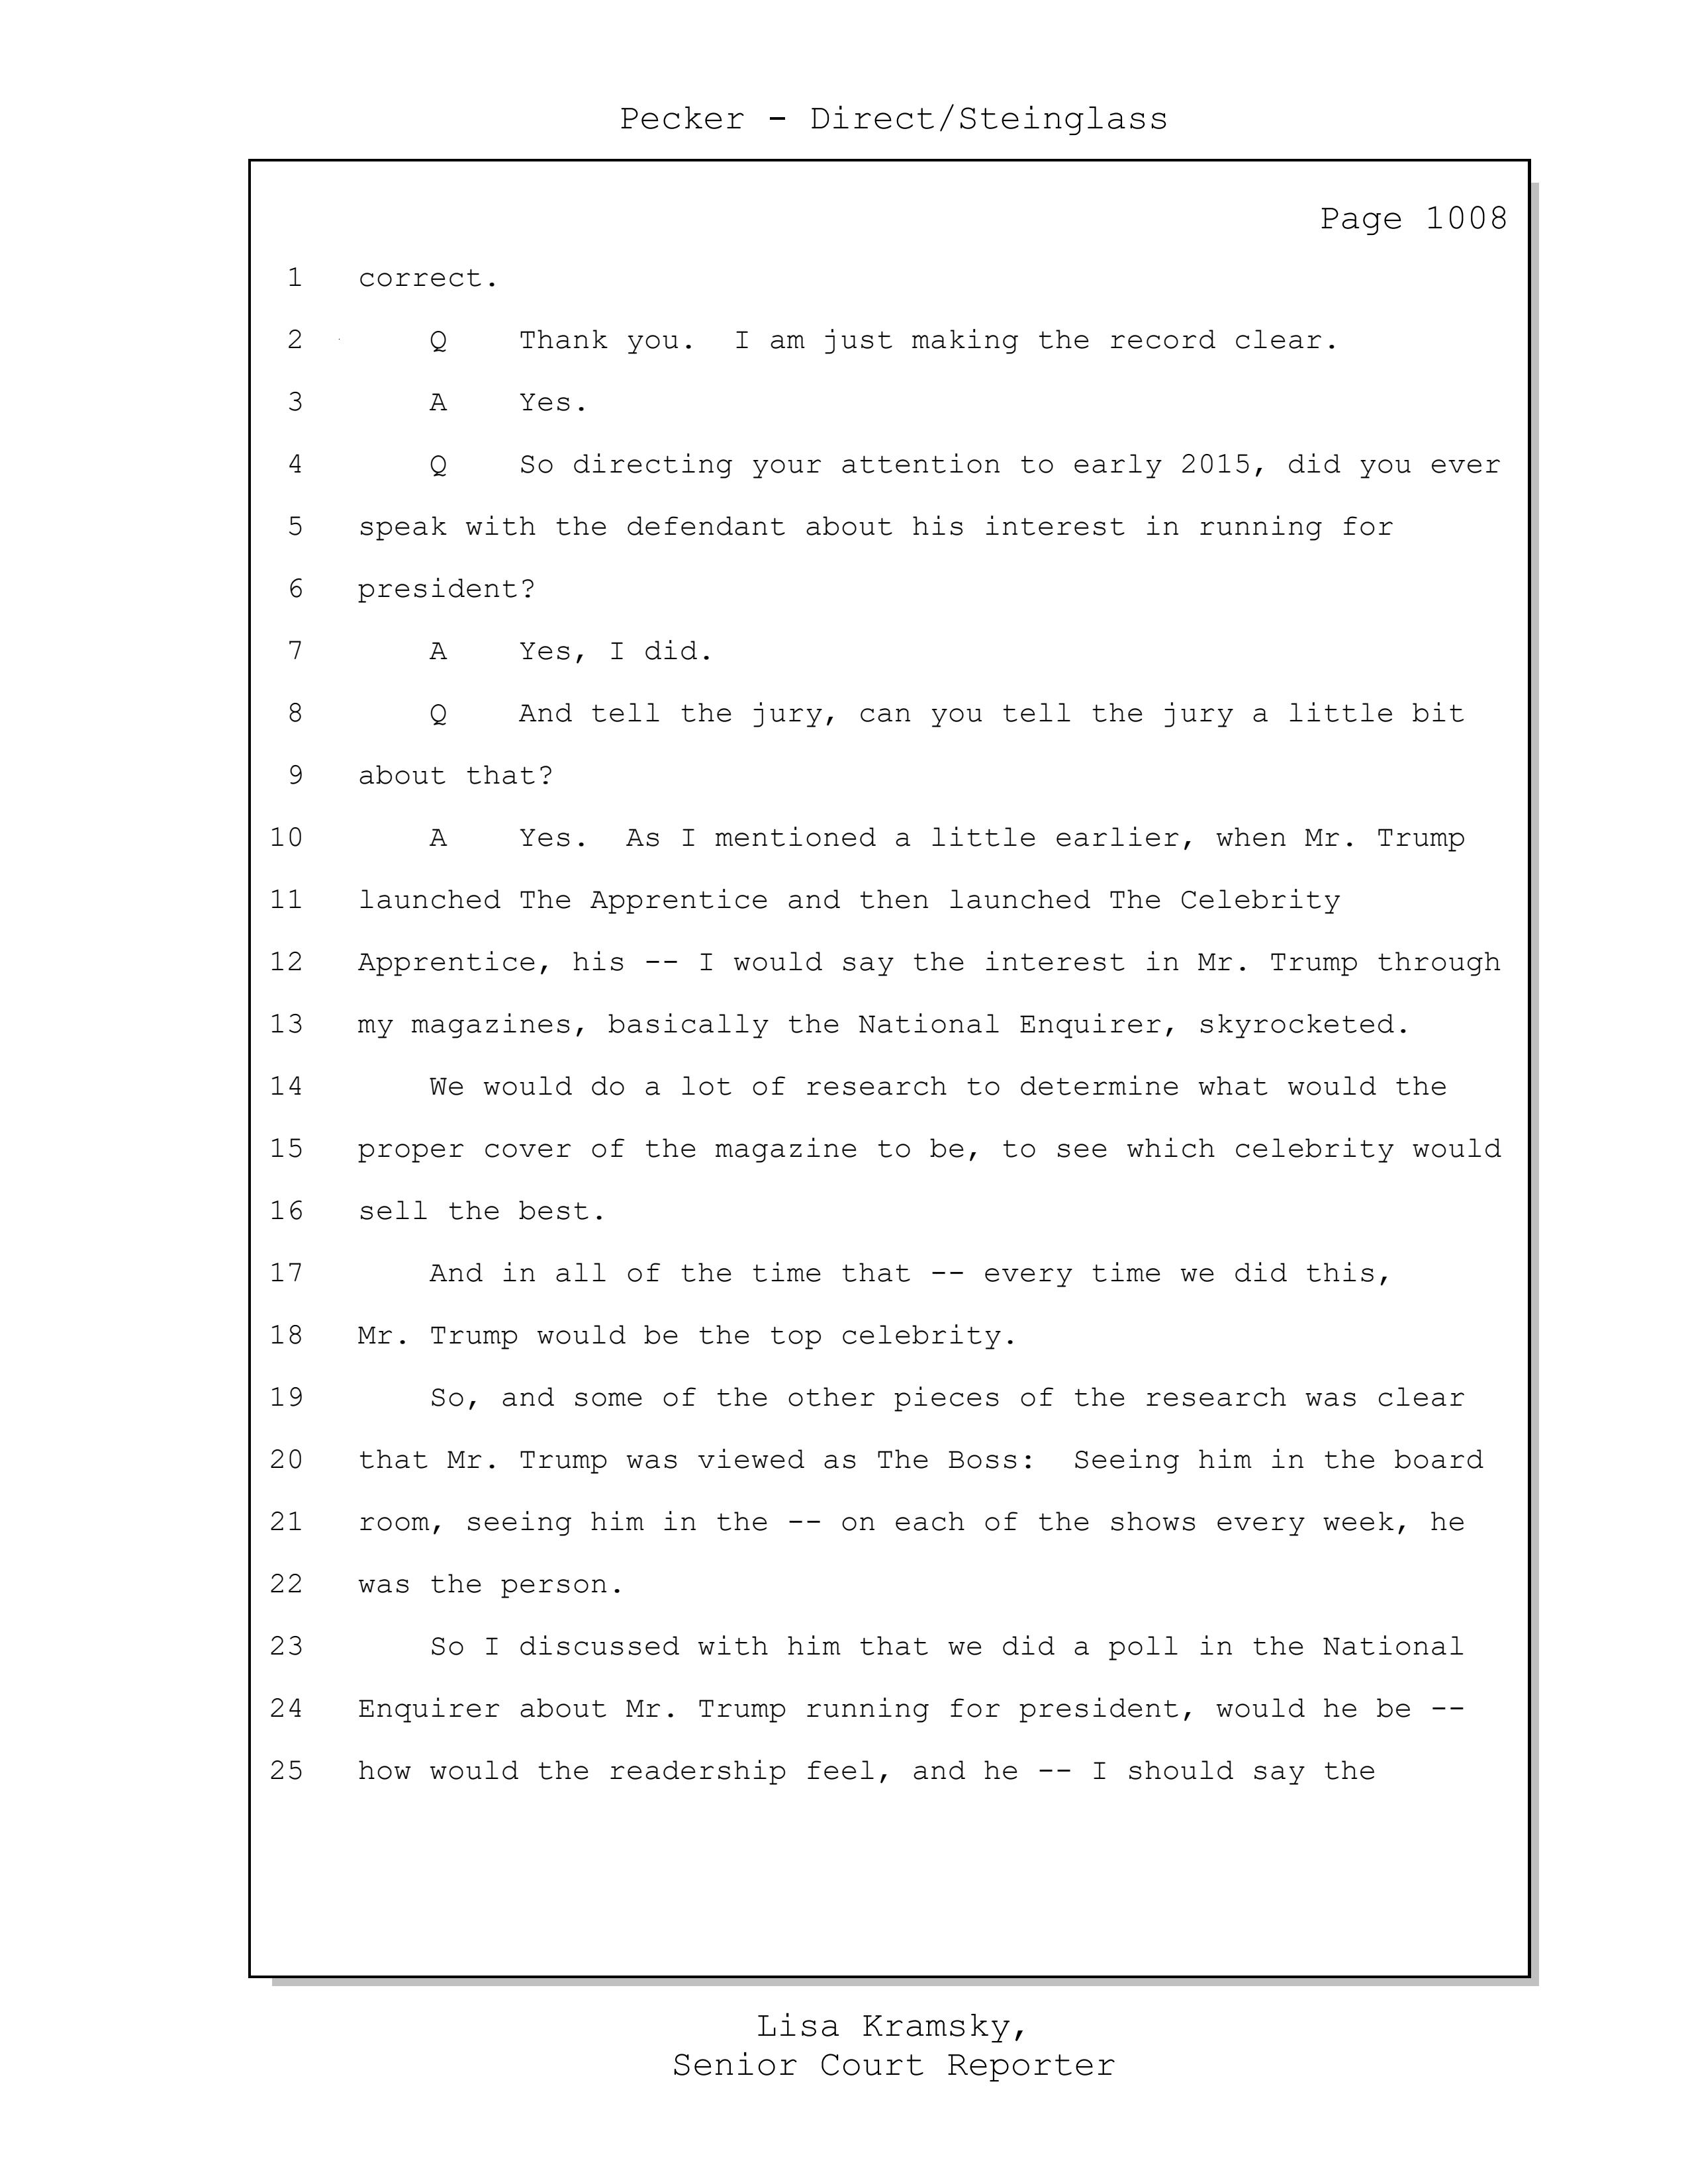 Pecker - Direct/Steinglass
Page 1008
1 correct.
2 Q Thank you. I am just making the record clear.
3 A Yes.
4 Q So directing your attention to early 2015, did you ever
5 speak with the defendant about his interest in running for
6 president?
7 A Yes, I did.
8 Q And tell the jury, can you tell the jury a little bit
9 about that?
10 A Yes. As I mentioned a little earlier, when Mr. Trump
11 launched The Apprentice and then launched The Celebrity
12 Apprentice, his -- I would say the interest in Mr. Trump through
13 my magazines, basically the National Enquirer, skyrocketed.
14 We would do a lot of research to determine what would the
15 proper cover of the magazine to be, to see which celebrity would
16 sell the best.
17 And in all of the time that -- every time we did this,
18 Mr. Trump would be the top celebrity.
19 So, and some of the other pieces of the research was clear
20 that Mr. Trump was viewed as The Boss: Seeing him in the board
21 room, seeing him in the -- on each of the shows every week, he
22 was the person.
23 So I discussed with him that we did a poll in the National
24 Enquirer about Mr. Trump running for president, would he be --
25 how would the readership feel, and he -- I should say the
Lisa Kramsky,
Senior Court Reporter